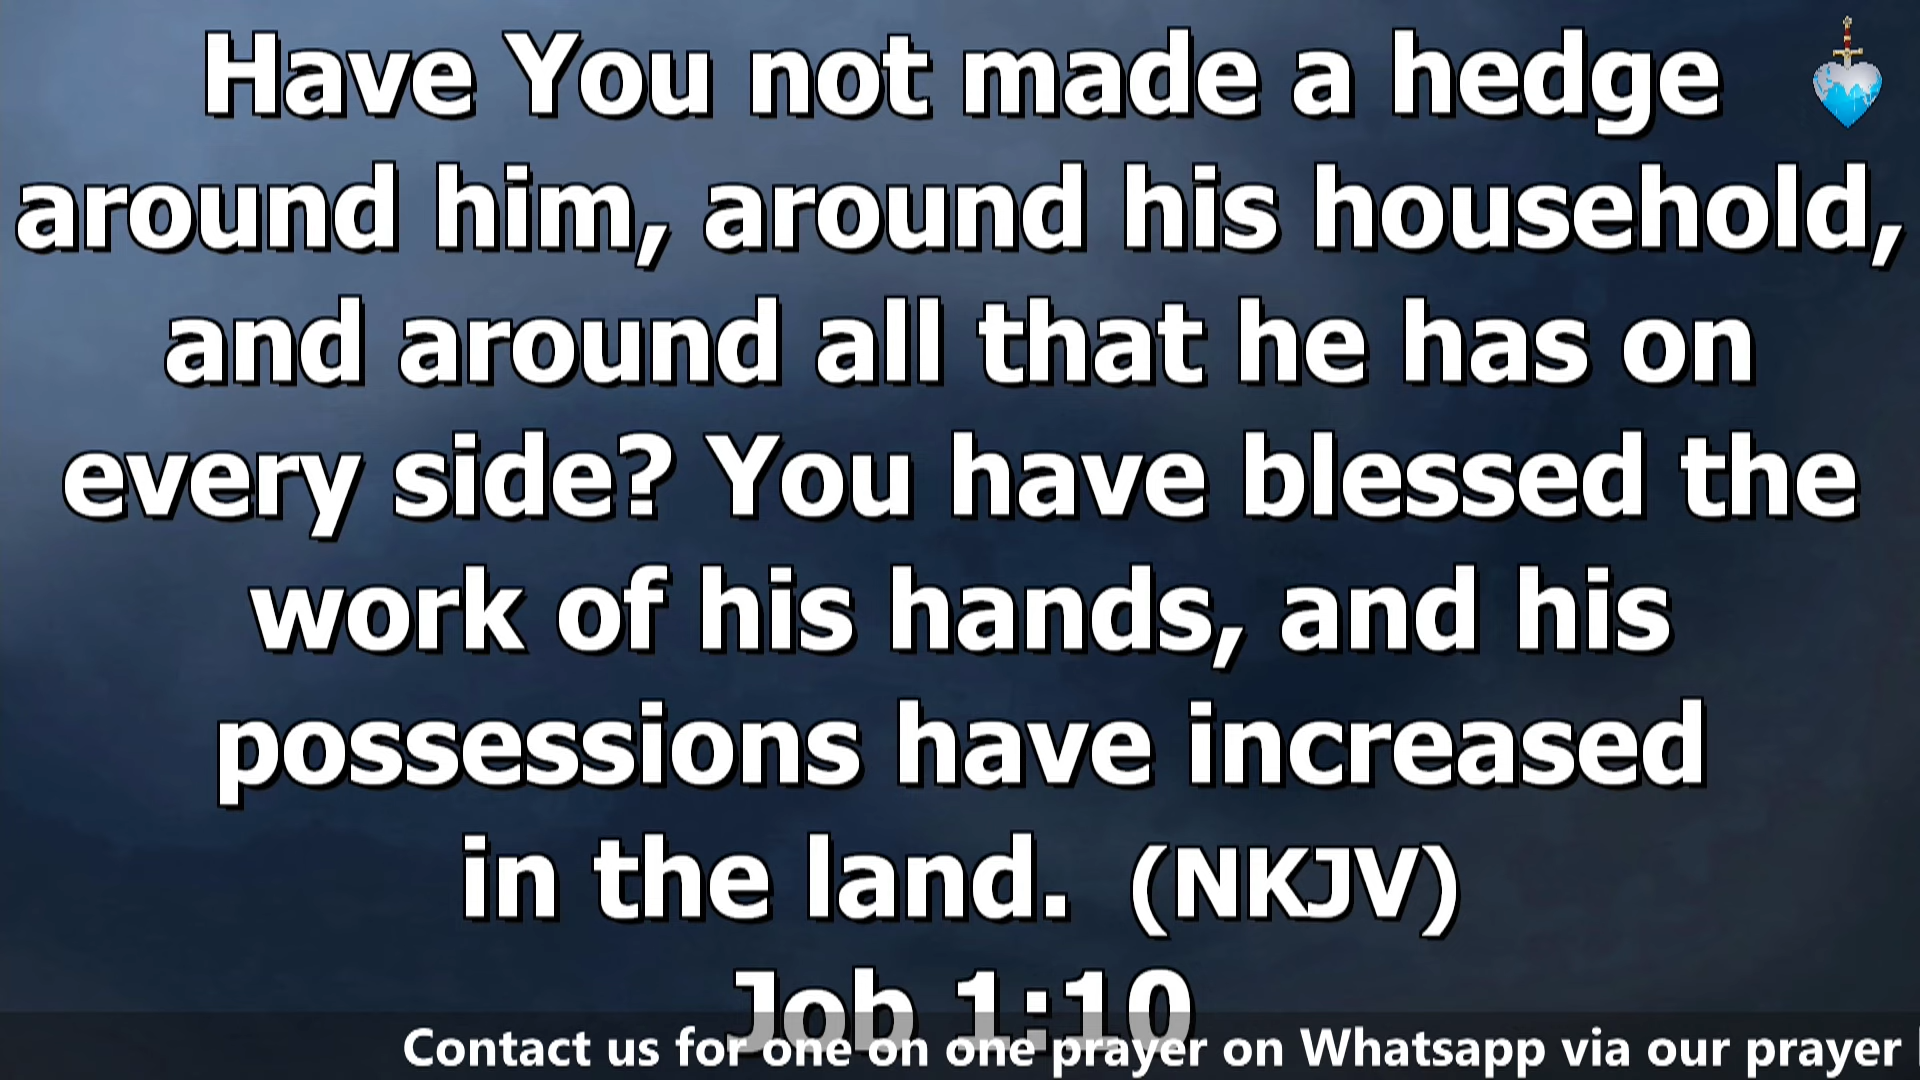 Have You not made a hedge
around him, around his household,
and around all that he has on
every side? You have blessed the
work of his hands, and his
possessions have increased
in the land.  (NKJV)
Job 1:10
Contact us for one on one prayer on Whatsapp via our prayer